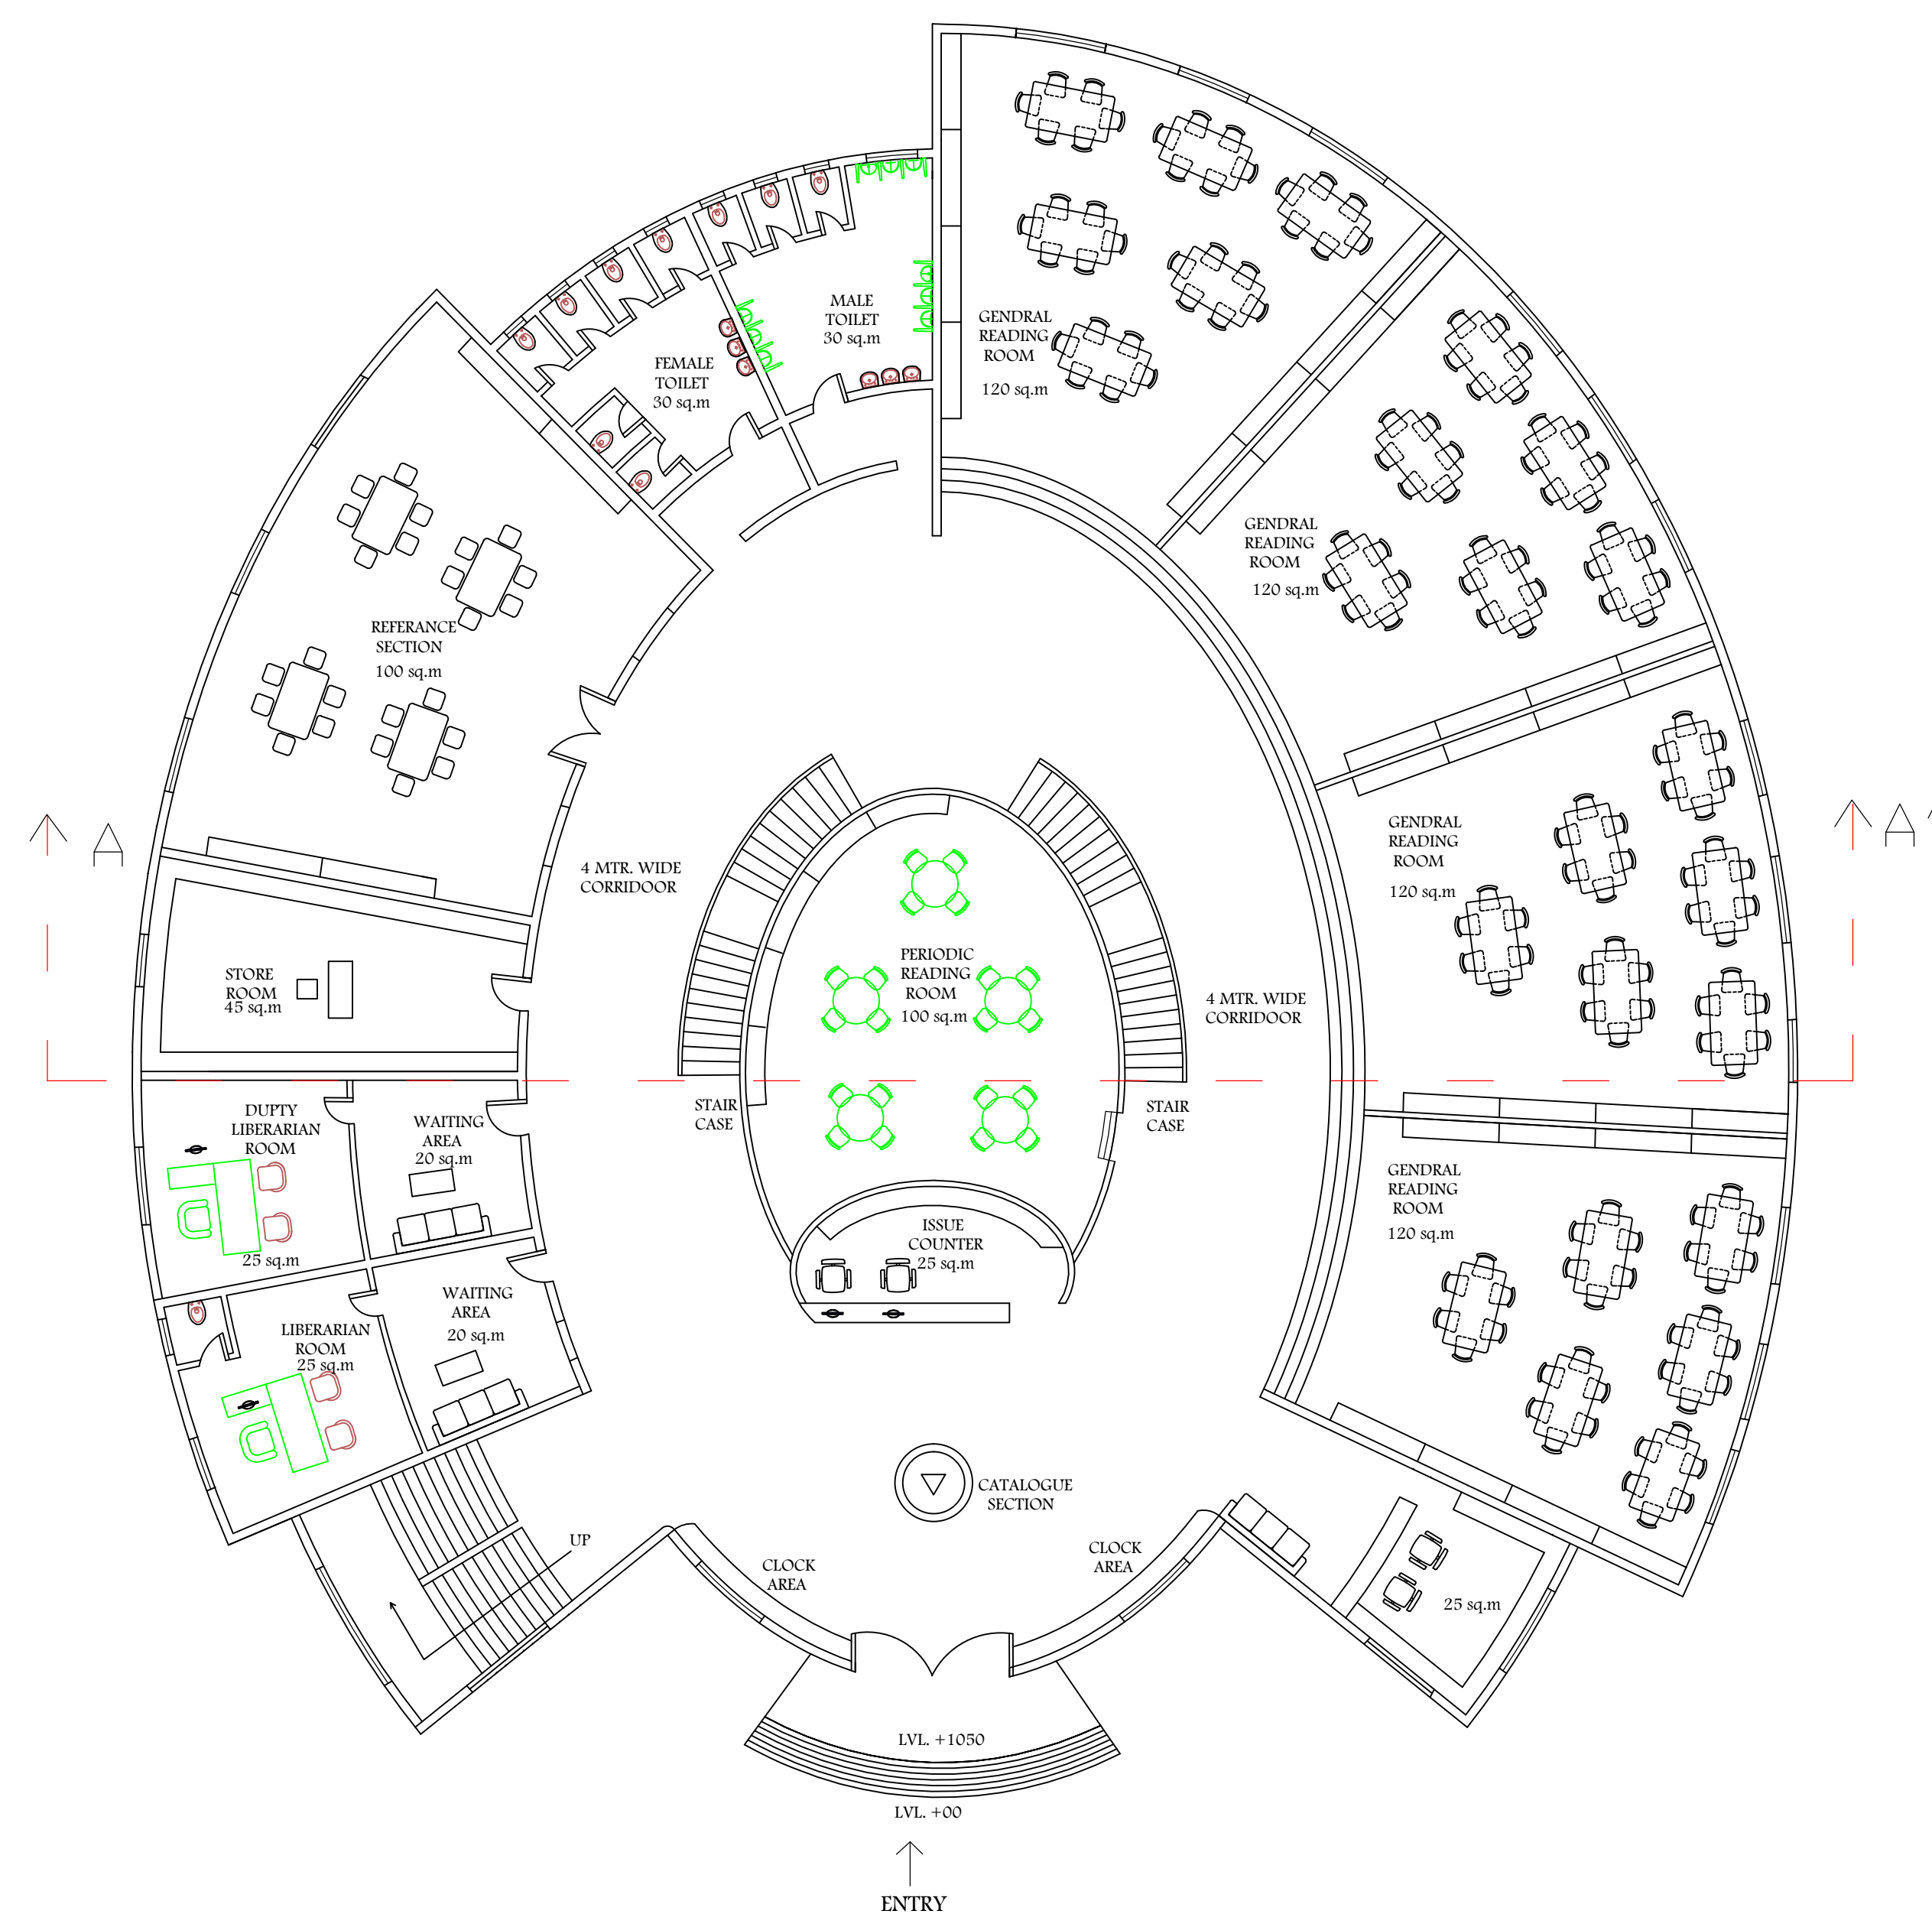 MALE
TOILET
30 sq.m
FEMALE
TOILET
30 sq.m
GENDRAL
READING
ROOM
120 sq.m
GENDRAL
READING
ROOM
120 sq.m
REFERANCE
SECTION
100 sq.m
GENDRAL
READING
ROOM
120 sq.m
A
A
4 MTR. WIDE
CORRIDOOR
PERIODIC
READING
ROOM
100 sq.m
4 MTR. WIDE
CORRIDOOR
STORE
ROOM
45 sq.m
DUPTY
LIBERARIAN
ROOM
25 sq.m
WAITING
AREA
20 sq.m
STAIR
CASE
STAIR
CASE
GENDRAL
READING
ROOM
120 sq.m
ISSUE
COUNTER
25 sq.m
WAITING
AREA
20 sq.m
LIBERARIAN
ROOM
25 sq.m
CATALOGUE
SECTION
UP
CLOCK
AREA
CLOCK
AREA
25 sq.m
LVL. +1050
LVL. +00
ENTRY